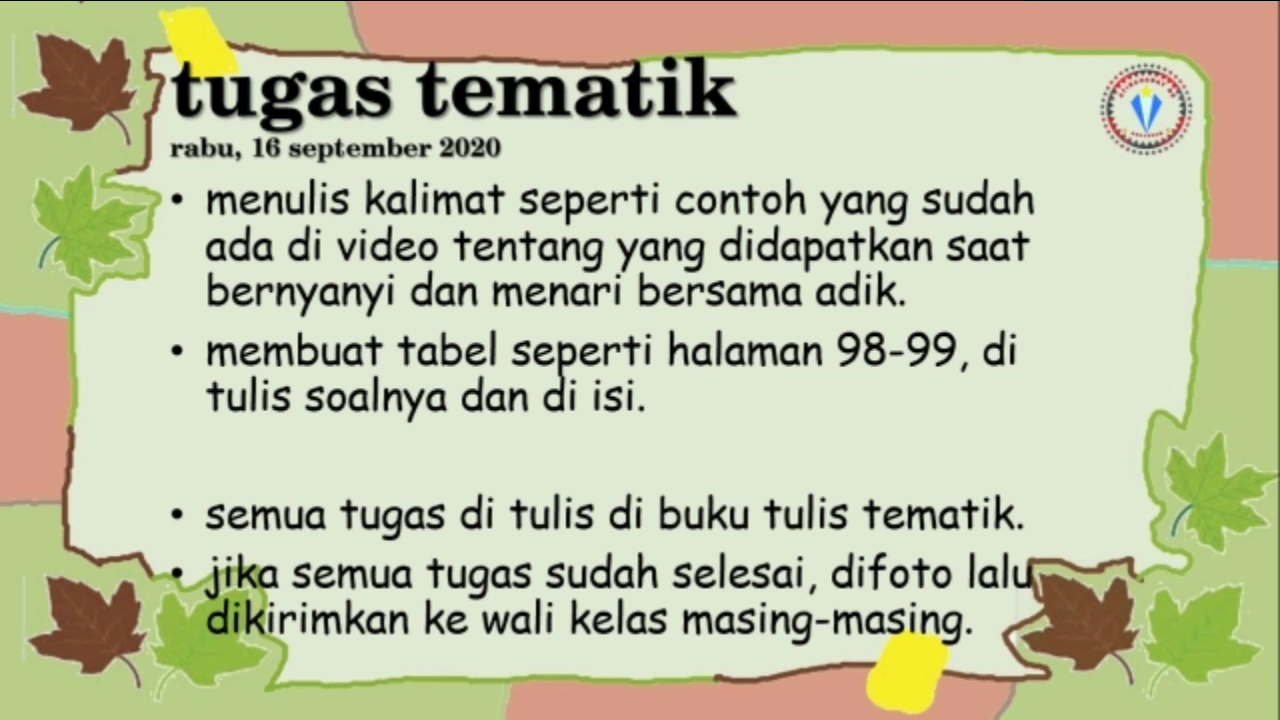 tugas tematik
rabu, 16 september 2020
• menulis kalimat seperti contoh yang sudah
ada di video tentang yang didapatkan saat
bernyanyi dan menari bersama adik.
• membuat tabel seperti halaman 98-99, di
tulis soalnya dan di isi.
• semua tugas di tulis di buku tulis tematik.
• jika semua tugas sudah selesai, difoto lalu
dikirimkan ke wali kelas masing-masing.